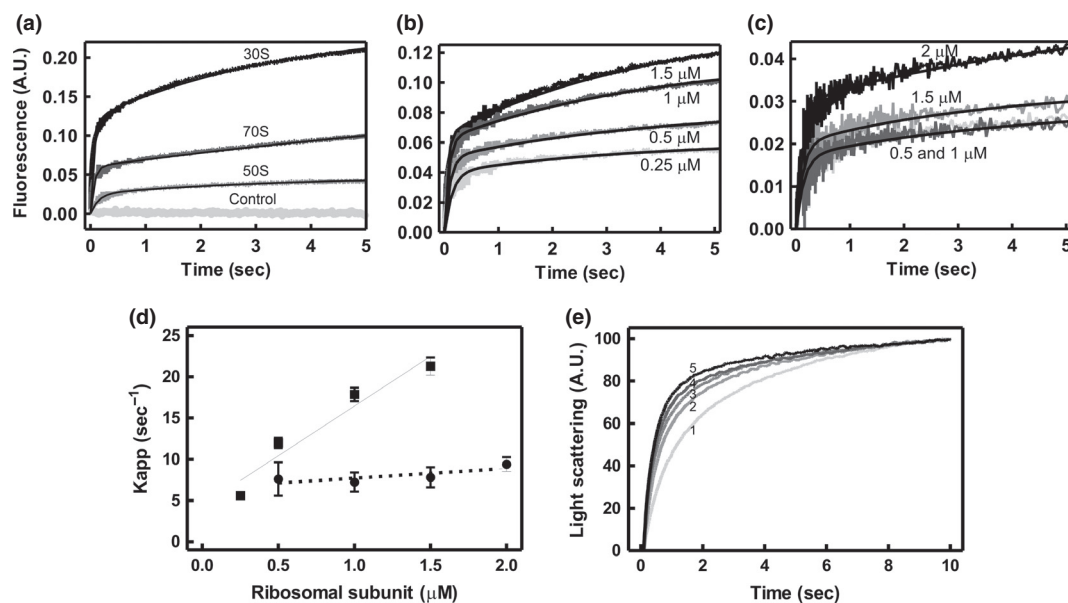 (a)
Fluorescence (A.U.)
0.20
0.15
0.10
0.05
0.00
30S
70S
50S
Control
0 1 2 3 4 5
Time (sec)
(b)
0.12
0.10
0.08
0.06
0.04
0.02
0.00
1.5 μM
1 μM
0.5 μM
0.25 μM
0 1 2 3 4 5
Time (sec)
(c)
0.04
0.03
0.02
0.01
0.00
2 μM
1.5 μM
0.5 and 1 μM
0 1 2 3 4 5
Time (sec)
(d)
Kapp (sec⁻¹)
25
20
15
10
5
0
0.0 0.5 1.0 1.5 2.0
Ribosomal subunit (μM)
(e)
Light scattering (A.U.)
100
80
60
40
20
0
5
4
3
2
1
0 2 4 6 8 10
Time (sec)